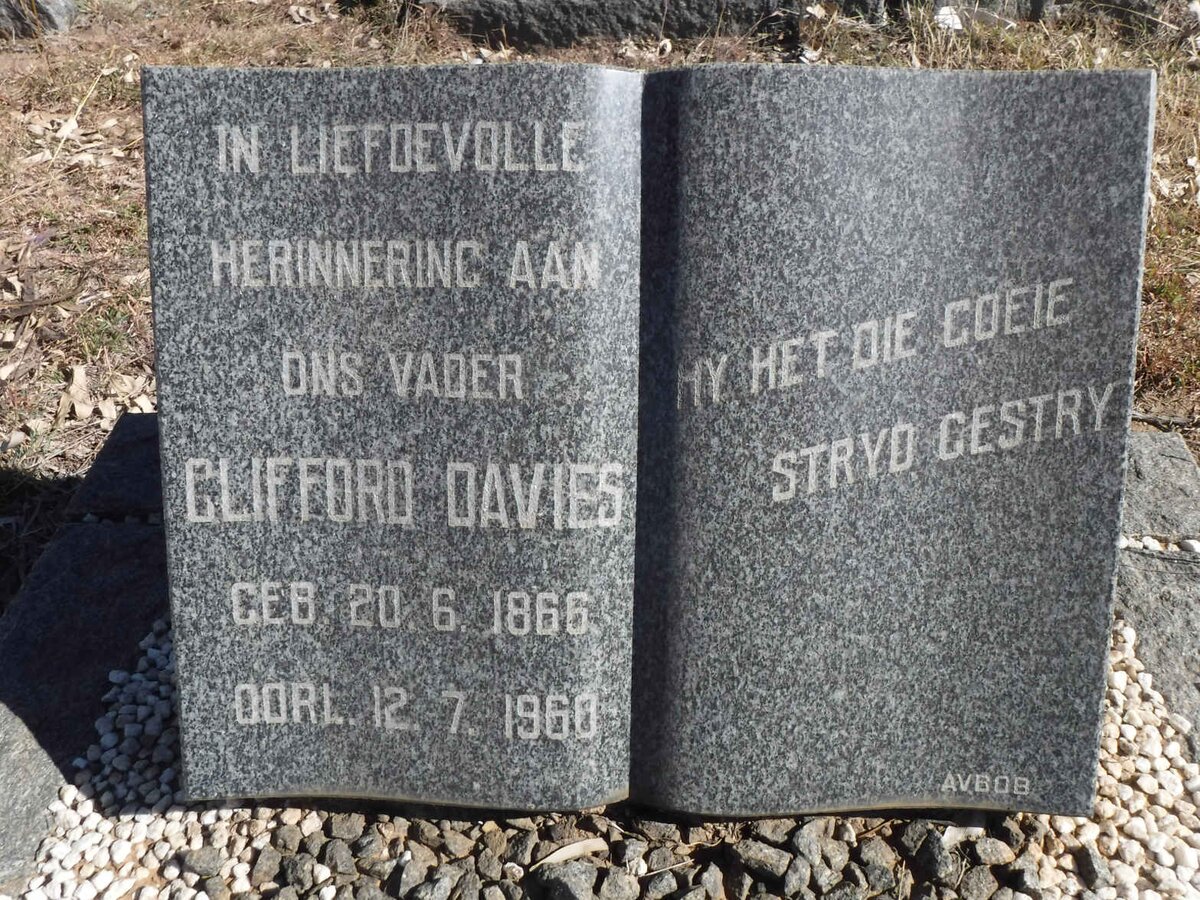 IN LIEFDEVOLLE
HERINNERING AAN
ONS VADER
CLIFFORD DAVIES
GEB. 20. 6. 1866.
OORL. 12. 7. 1960
HY HET DIE GOEIE
STRYD GESTRY
AVBOB